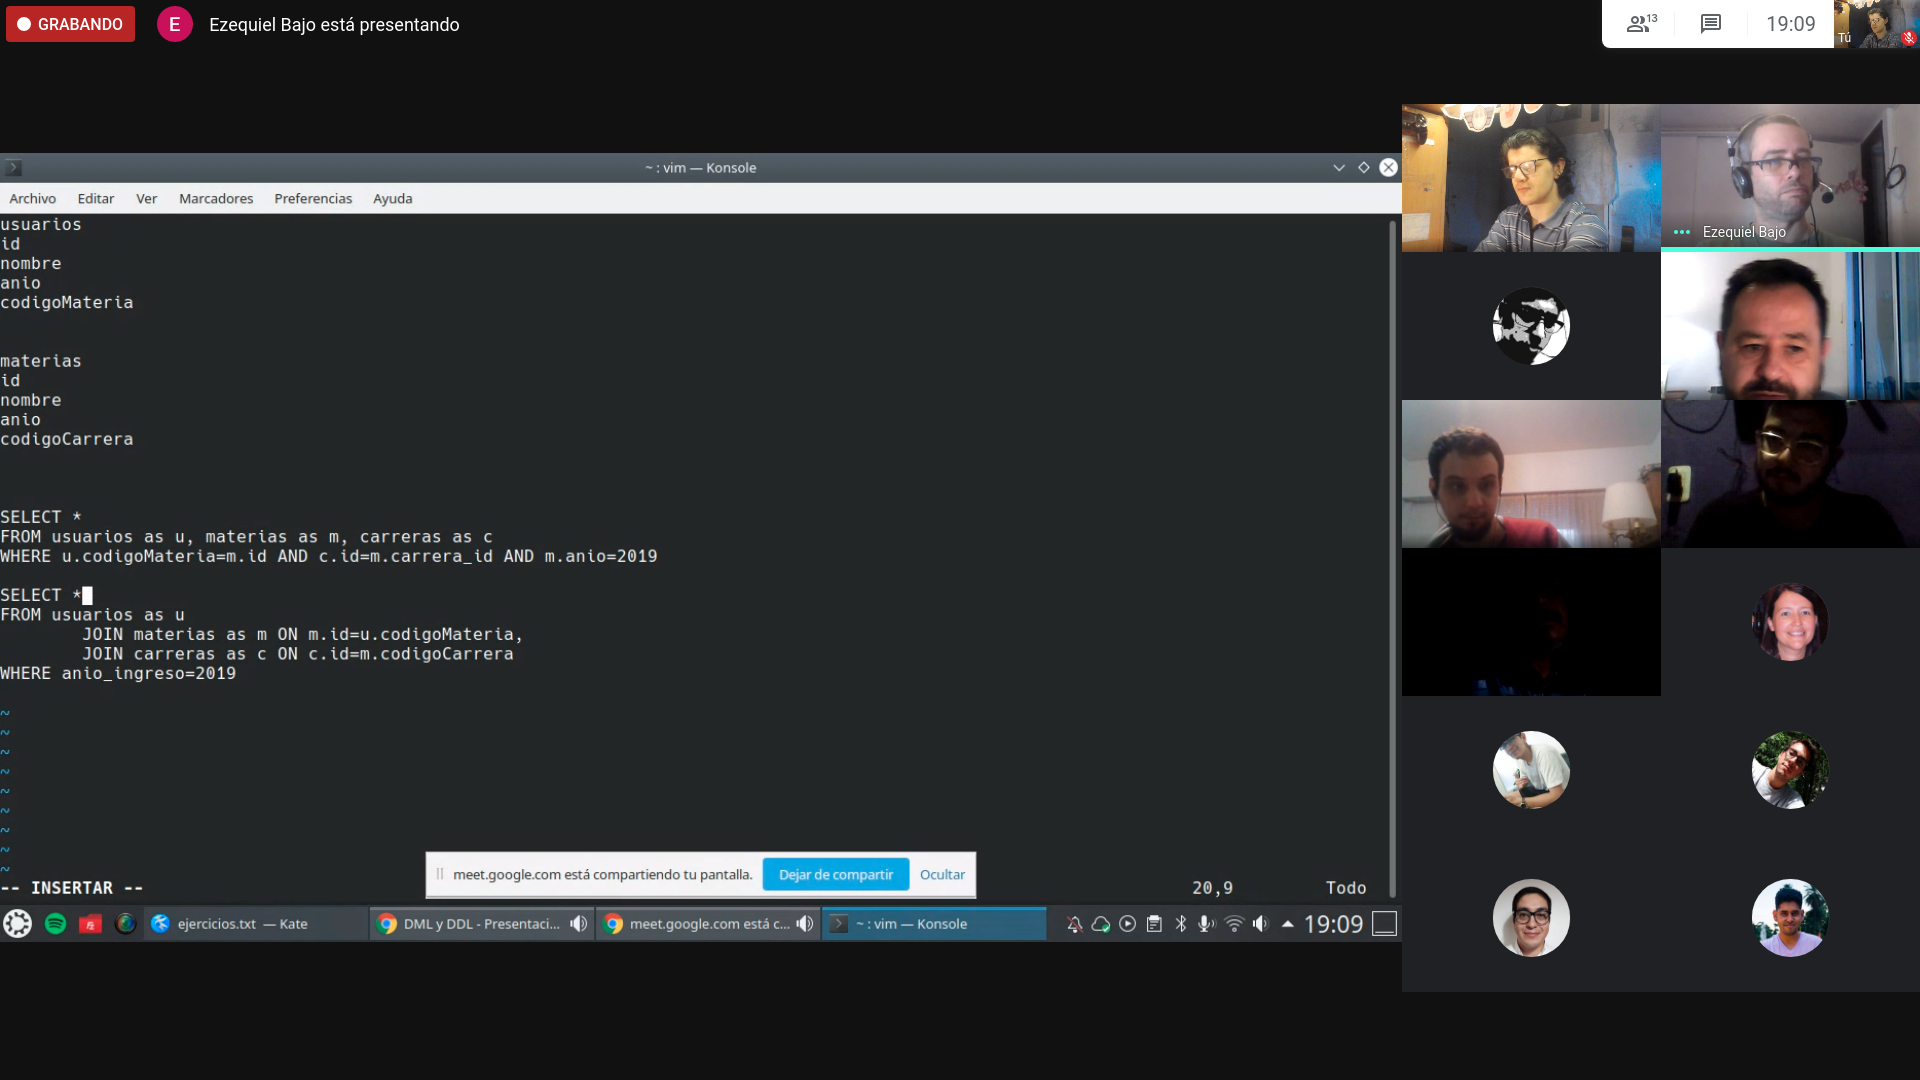 GRABANDO
E
Ezequiel Bajo está presentando
13
19:09
Tú
~ : vim — Konsole
Archivo Editar Ver Marcadores Preferencias Ayuda
usuarios
id
nombre
anio
codigoMateria
materias
id
nombre
anio
codigoCarrera
SELECT *
FROM usuarios as u, materias as m, carreras as c
WHERE u.codigoMateria=m.id AND c.id=m.carrera_id AND m.anio=2019
SELECT *
FROM usuarios as u
JOIN materias as m ON m.id=u.codigoMateria,
JOIN carreras as c ON c.id=m.codigoCarrera
WHERE anio_ingreso=2019
~
~
~
~
~
~
~
~
~
-- INSERTAR --
20,9 Todo
meet.google.com está compartiendo tu pantalla. Dejar de compartir Ocultar
ejercicios.txt — Kate
DML y DDL - Presentaci...
meet.google.com está c...
~ : vim — Konsole
19:09
Ezequiel Bajo